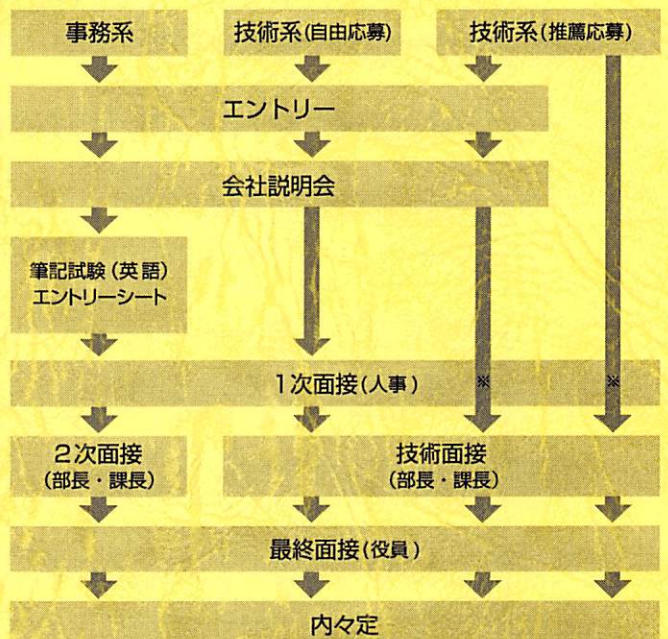 事務系
技術系(自由応募)
技術系(推薦応募)
エントリー
会社説明会
筆記試験(英語)
エントリーシート
1次面接(人事)
※
※
2次面接
(部長・課長)
技術面接
(部長・課長)
最終面接(役員)
内々定